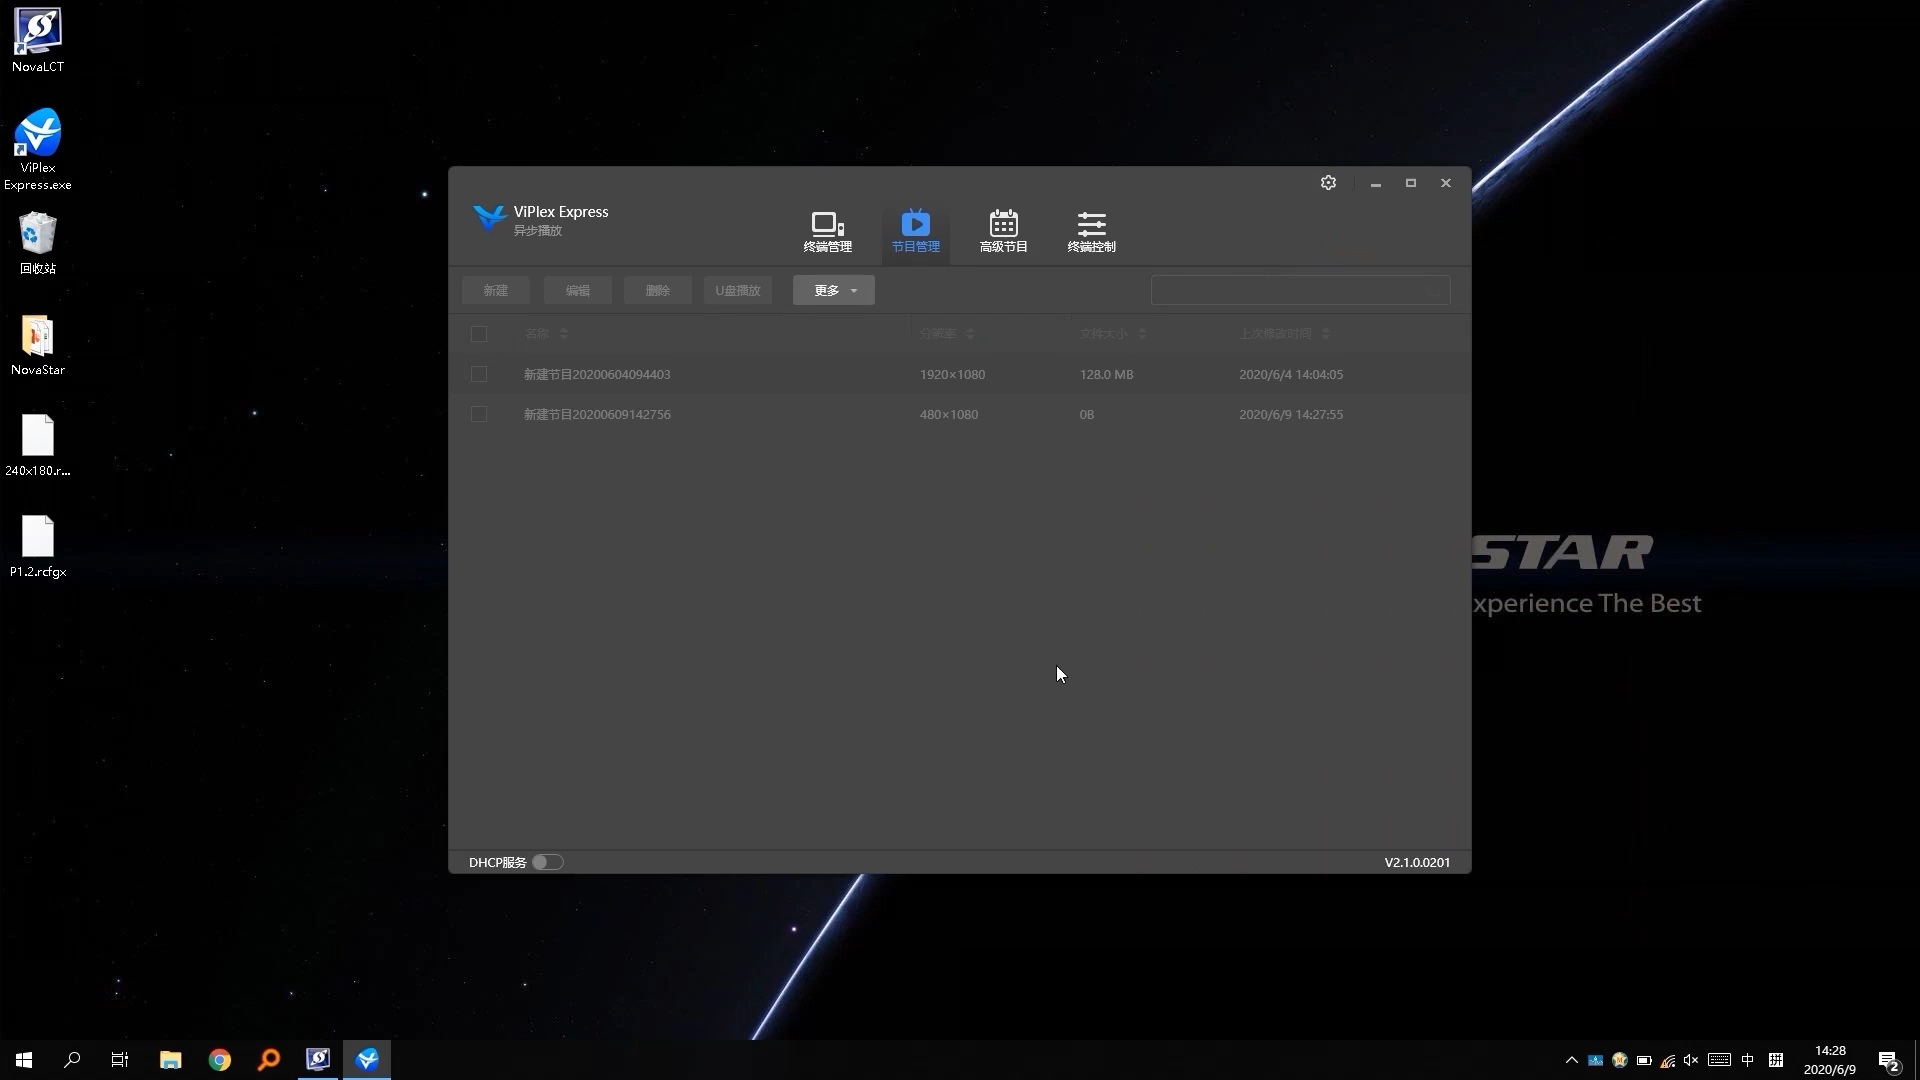 NovaLCT
ViPlex
Express.exe
回收站
NovaStar
240x180.r...
P1.2.rcfgx
ViPlex Express
异步播放
终端管理
节目管理
高级节目
终端控制
新建
编辑
删除
U盘播放
更多
名称
分辨率
文件大小
上次修改时间
新建节目20200604094403
1920×1080
128.0 MB
2020/6/4 14:04:05
新建节目20200609142756
480×1080
0B
2020/6/9 14:27:55
STAR
xperience The Best
DHCP服务
V2.1.0.0201
中
拼
14:28
2020/6/9
2